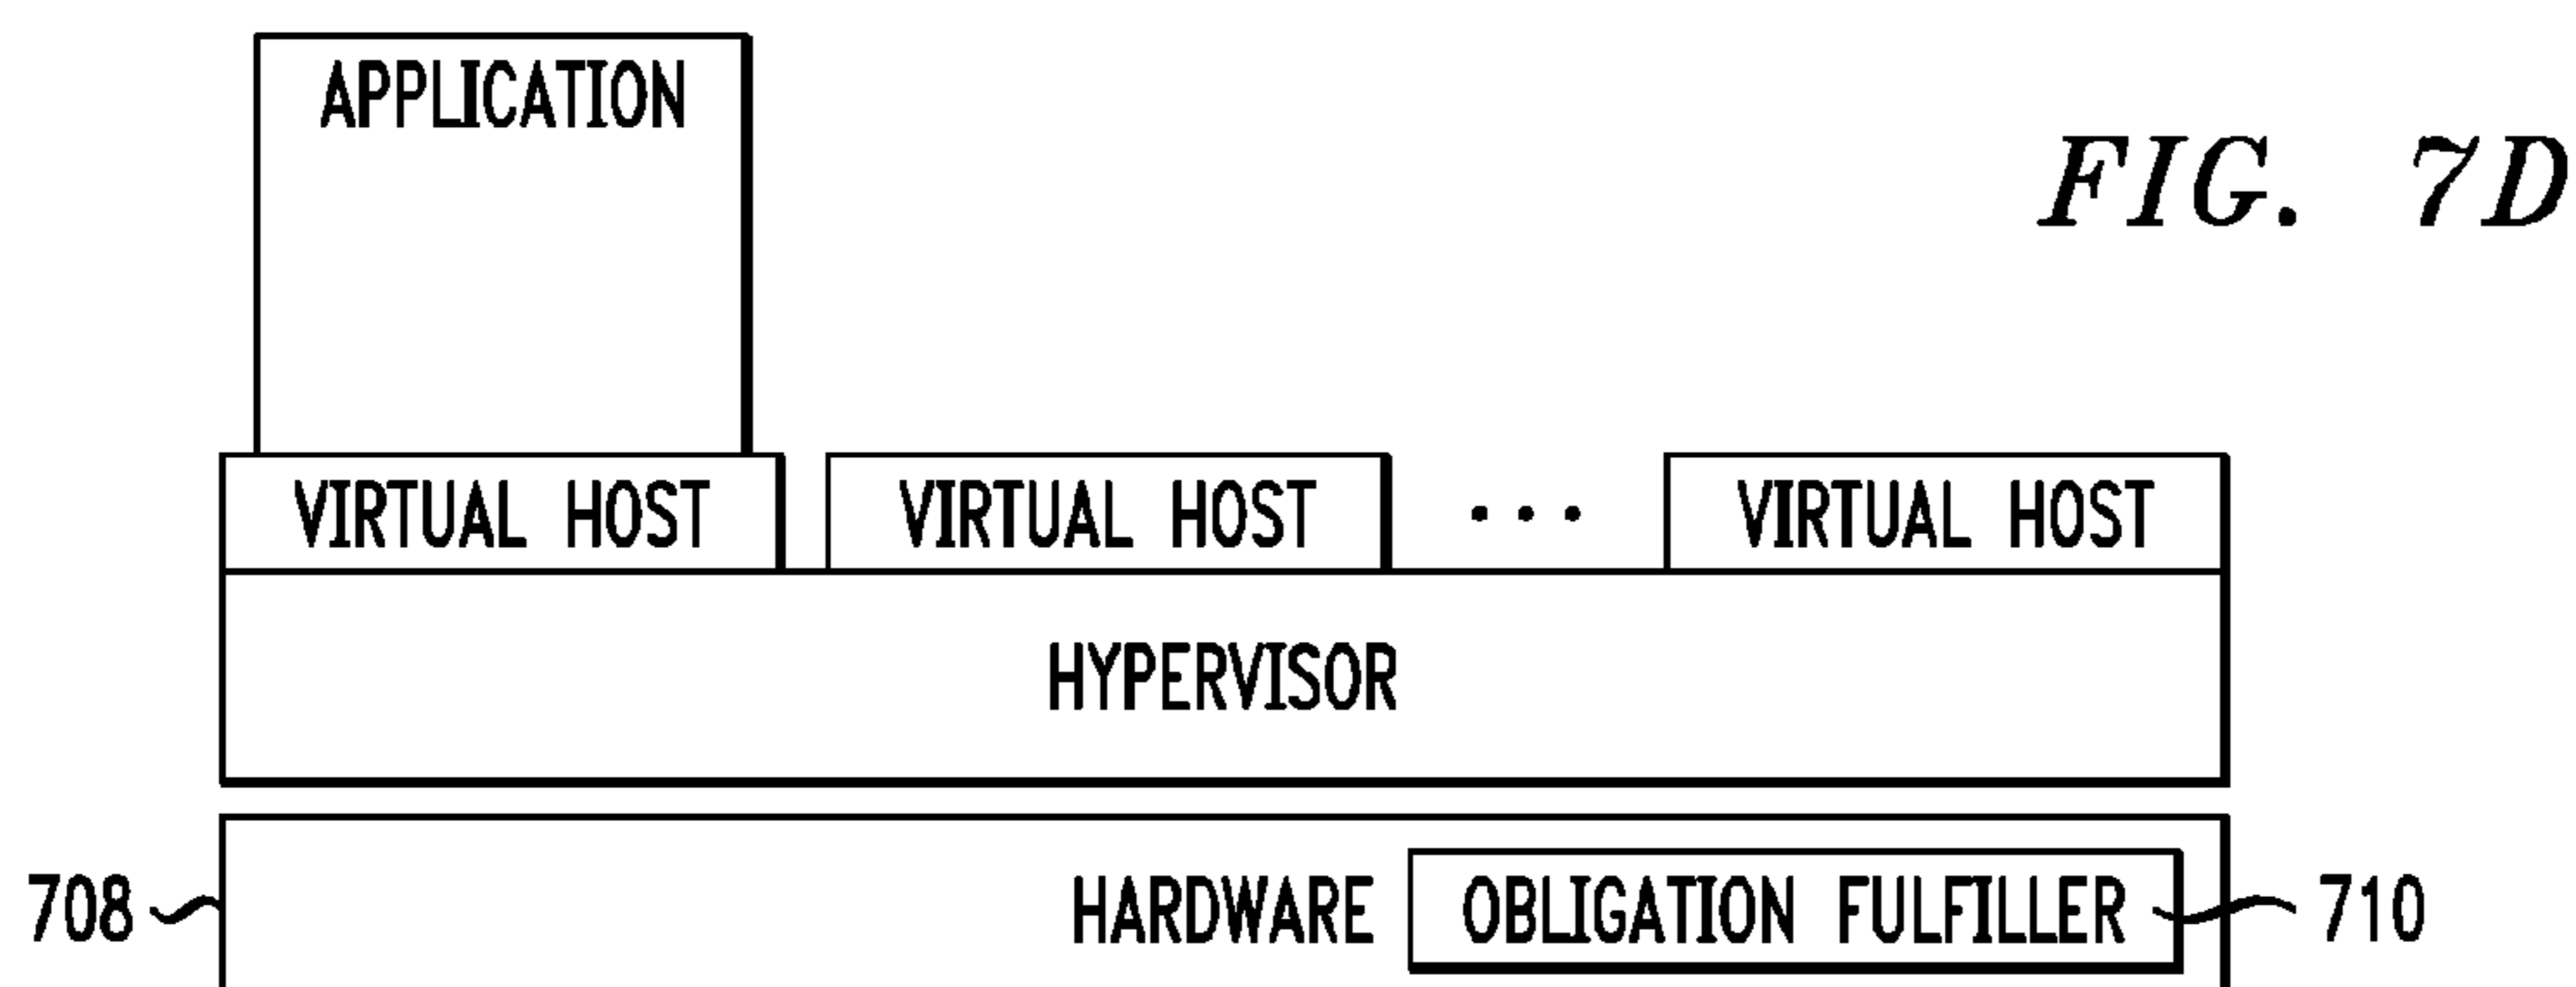 APPLICATION
FIG. 7D
VIRTUAL HOST VIRTUAL HOST ... VIRTUAL HOST
HYPERVISOR
708 HARDWARE OBLIGATION FULFILLER 710